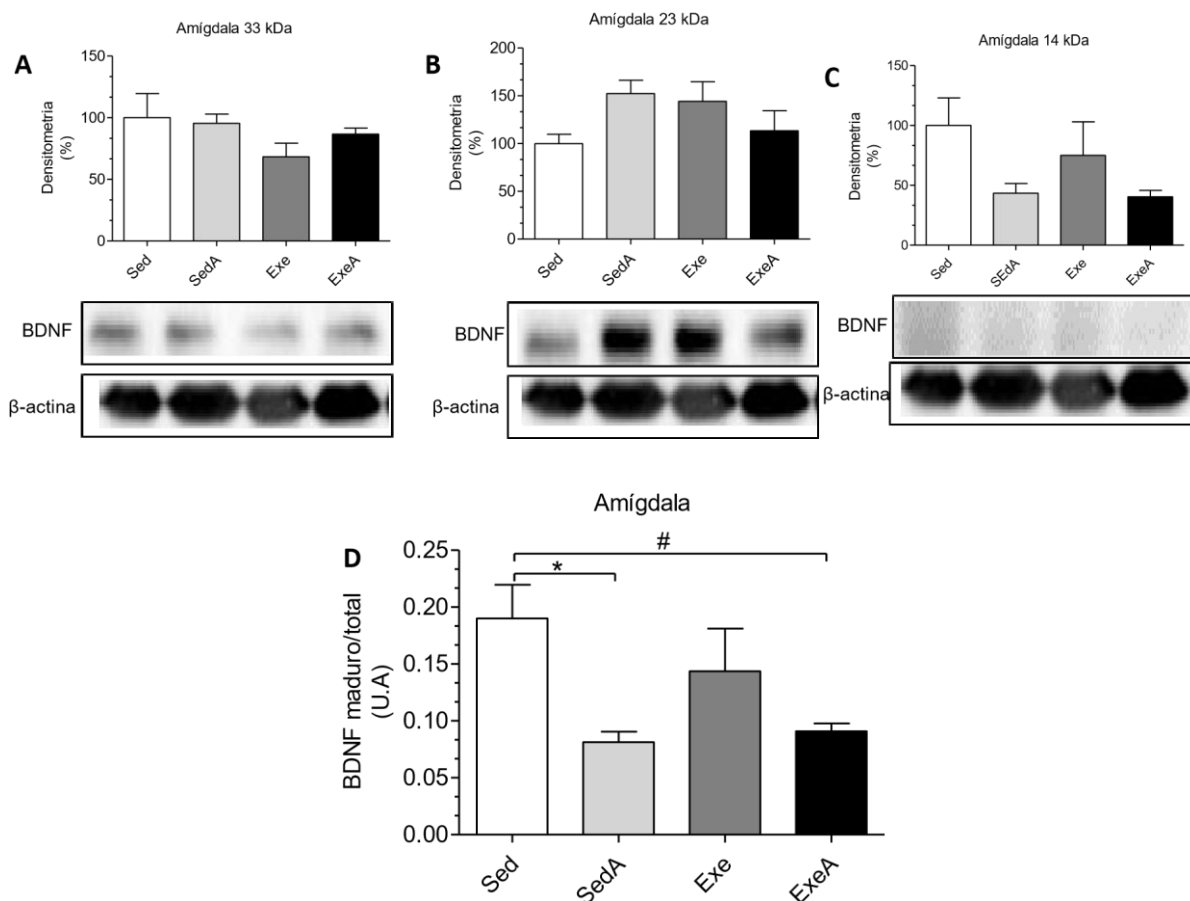 Amígdala 33 kDa
A
Densitometria
(%)
150
100
50
0
Sed
SedA
Exe
ExeA
BDNF
β-actina
Amígdala 23 kDa
B
Densitometria
(%)
200
150
100
50
0
Sed
SedA
Exe
ExeA
BDNF
β-actina
Amígdala 14 kDa
C
Densitometria
(%)
150
100
50
0
Sed
SEdA
Exe
ExeA
BDNF
β-actina
Amígdala
D
BDNF maduro/total
(U.A)
0.25
0.20
0.15
0.10
0.05
0.00
#
*
Sed
SedA
Exe
ExeA